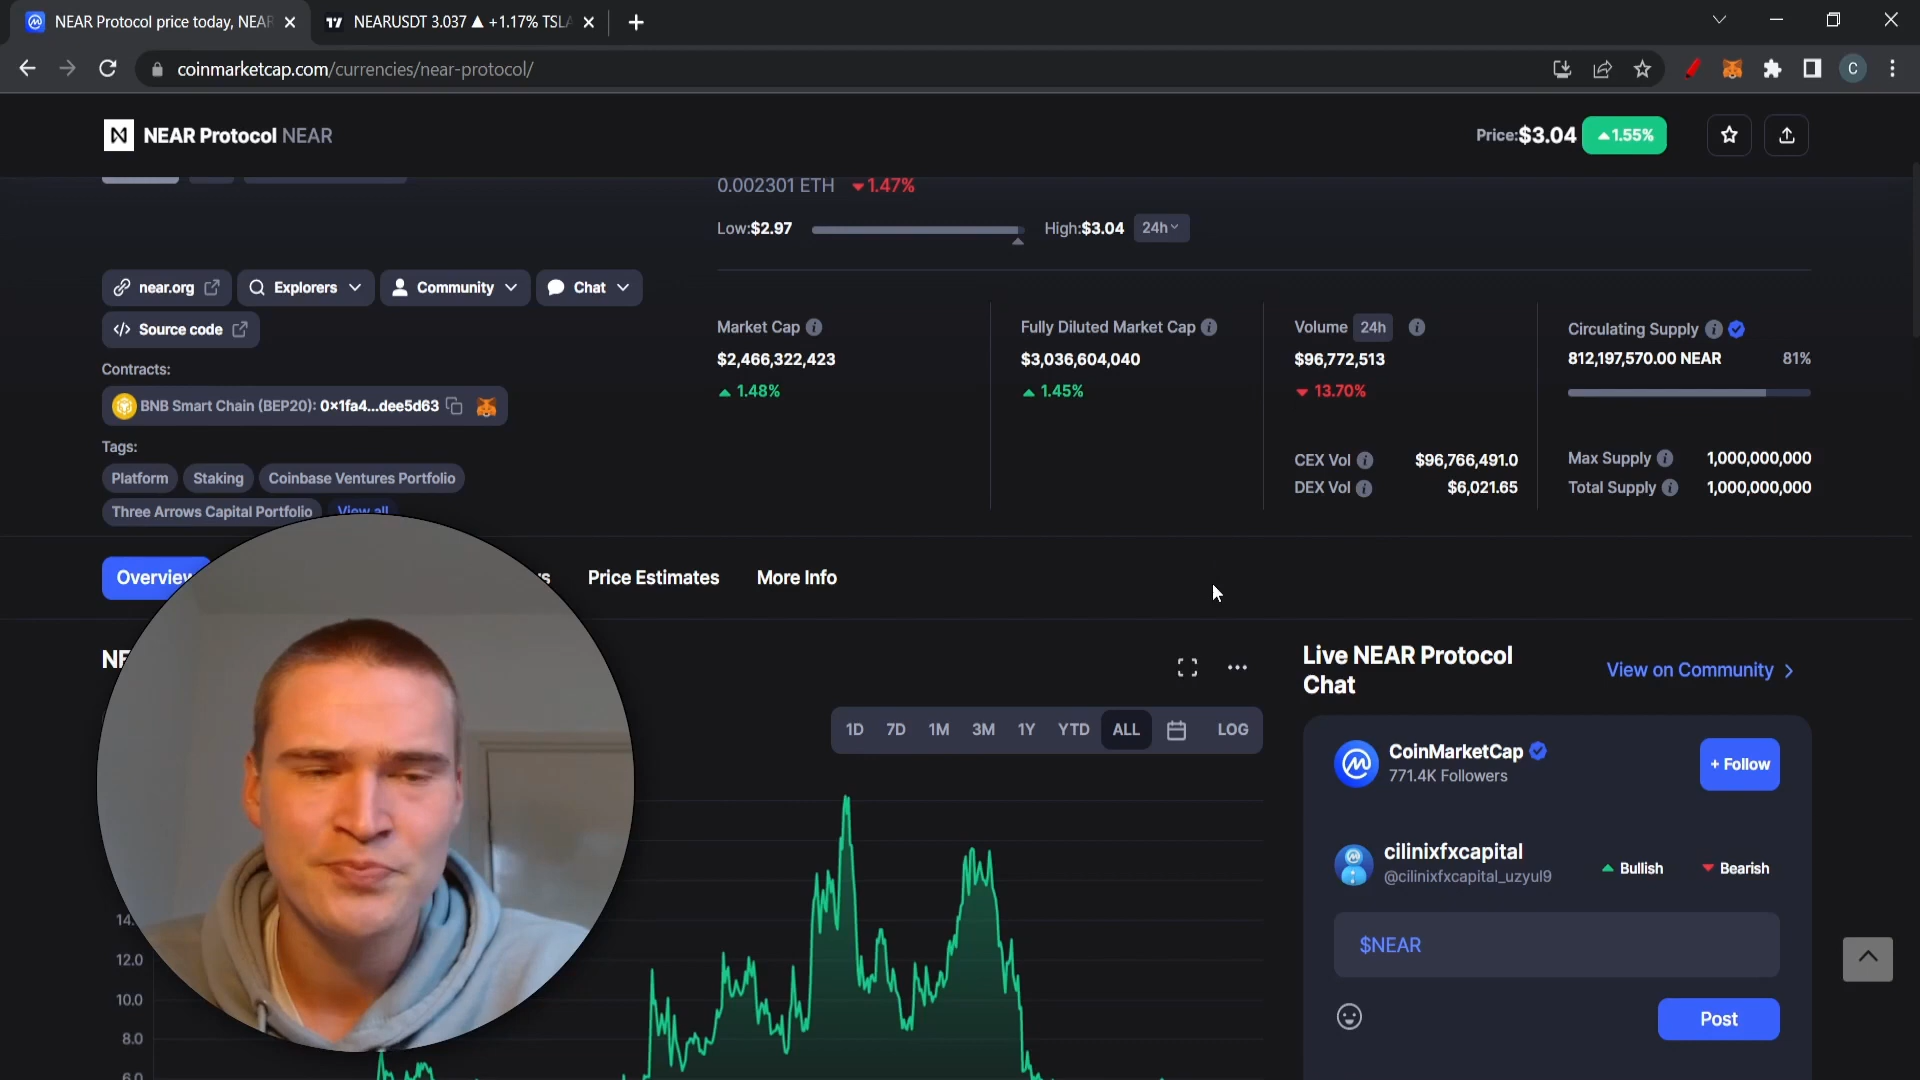 NEAR Protocol price today, NEAR
NEARUSDT 3.037 ▲ +1.17% TSLA
coinmarketcap.com/currencies/near-protocol/
C
NEAR Protocol NEAR
Price:$3.04 ▲1.55%
0.002301 ETH ▼1.47%
Low:$2.97 High:$3.04 24h
near.org Explorers Community Chat
Source code
Contracts:
BNB Smart Chain (BEP20): 0x1fa4...dee5d63
Tags:
Platform Staking Coinbase Ventures Portfolio
Three Arrows Capital Portfolio View all
Market Cap
$2,466,322,423
▲ 1.48%
Fully Diluted Market Cap
$3,036,604,040
▲ 1.45%
Volume 24h
$96,772,513
▼ 13.70%
CEX Vol $96,766,491.0
DEX Vol $6,021.65
Circulating Supply
812,197,570.00 NEAR 81%
Max Supply 1,000,000,000
Total Supply 1,000,000,000
Overview Price Estimates More Info
1D 7D 1M 3M 1Y YTD ALL LOG
14.
12.0
10.0
8.0
6.0
Live NEAR Protocol
Chat
View on Community
CoinMarketCap
771.4K Followers
+ Follow
cilinixfxcapital
@cilinixfxcapital_uzyul9
▲ Bullish ▼ Bearish
$NEAR
Post